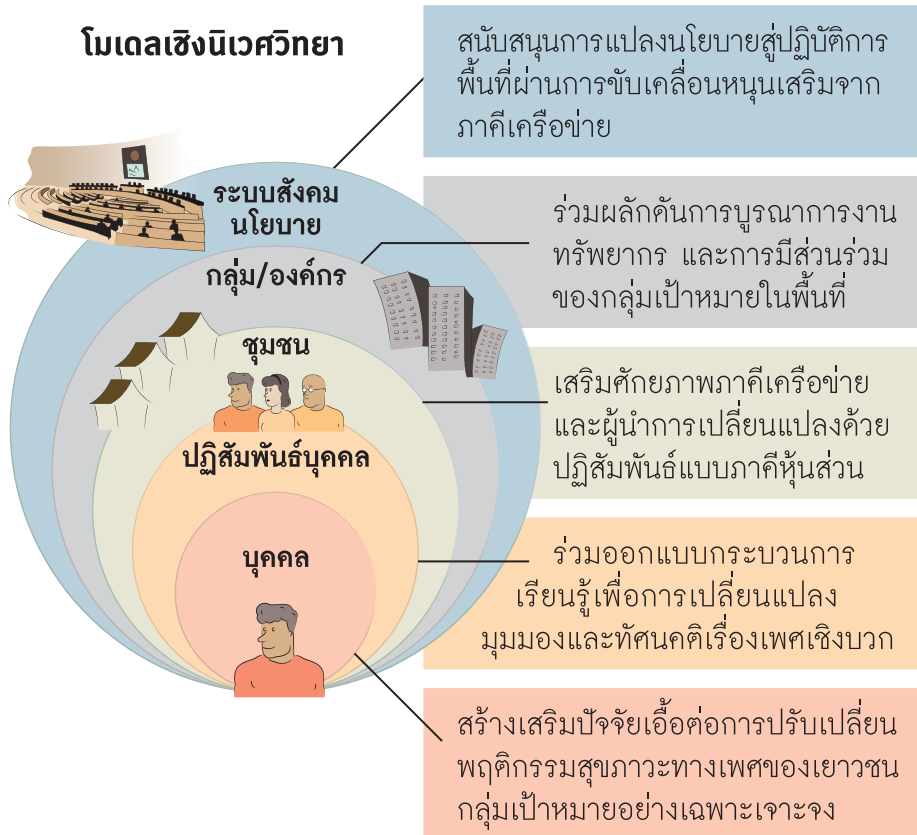 โมเดลเชิงนิเวศวิทยา
สนับสนุนการแปลงนโยบายสู่ปฏิบัติการ
พื้นที่ผ่านการขับเคลื่อนหนุนเสริมจาก
ภาคีเครือข่าย
ระบบสังคม
นโยบาย
ร่วมผลักดันการบูรณาการงาน
ทรัพยากร และการมีส่วนร่วม
ของกลุ่มเป้าหมายในพื้นที่
กลุ่ม/องค์กร
ชุมชน
เสริมศักยภาพภาคีเครือข่าย
และผู้นำการเปลี่ยนแปลงด้วย
ปฏิสัมพันธ์แบบภาคีหุ้นส่วน
ปฏิสัมพันธ์บุคคล
ร่วมออกแบบกระบวนการ
เรียนรู้เพื่อการเปลี่ยนแปลง
มุมมองและทัศนคติเรื่องเพศเชิงบวก
บุคคล
สร้างเสริมปัจจัยเอื้อต่อการปรับเปลี่ยน
พฤติกรรมสุขภาวะทางเพศของเยาวชน
กลุ่มเป้าหมายอย่างเฉพาะเจาะจง